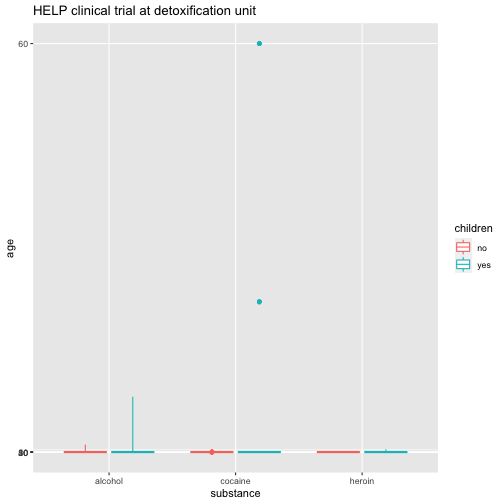 HELP clinical trial at detoxification unit
60
age
children
no
yes
alcohol
cocaine
heroin
substance